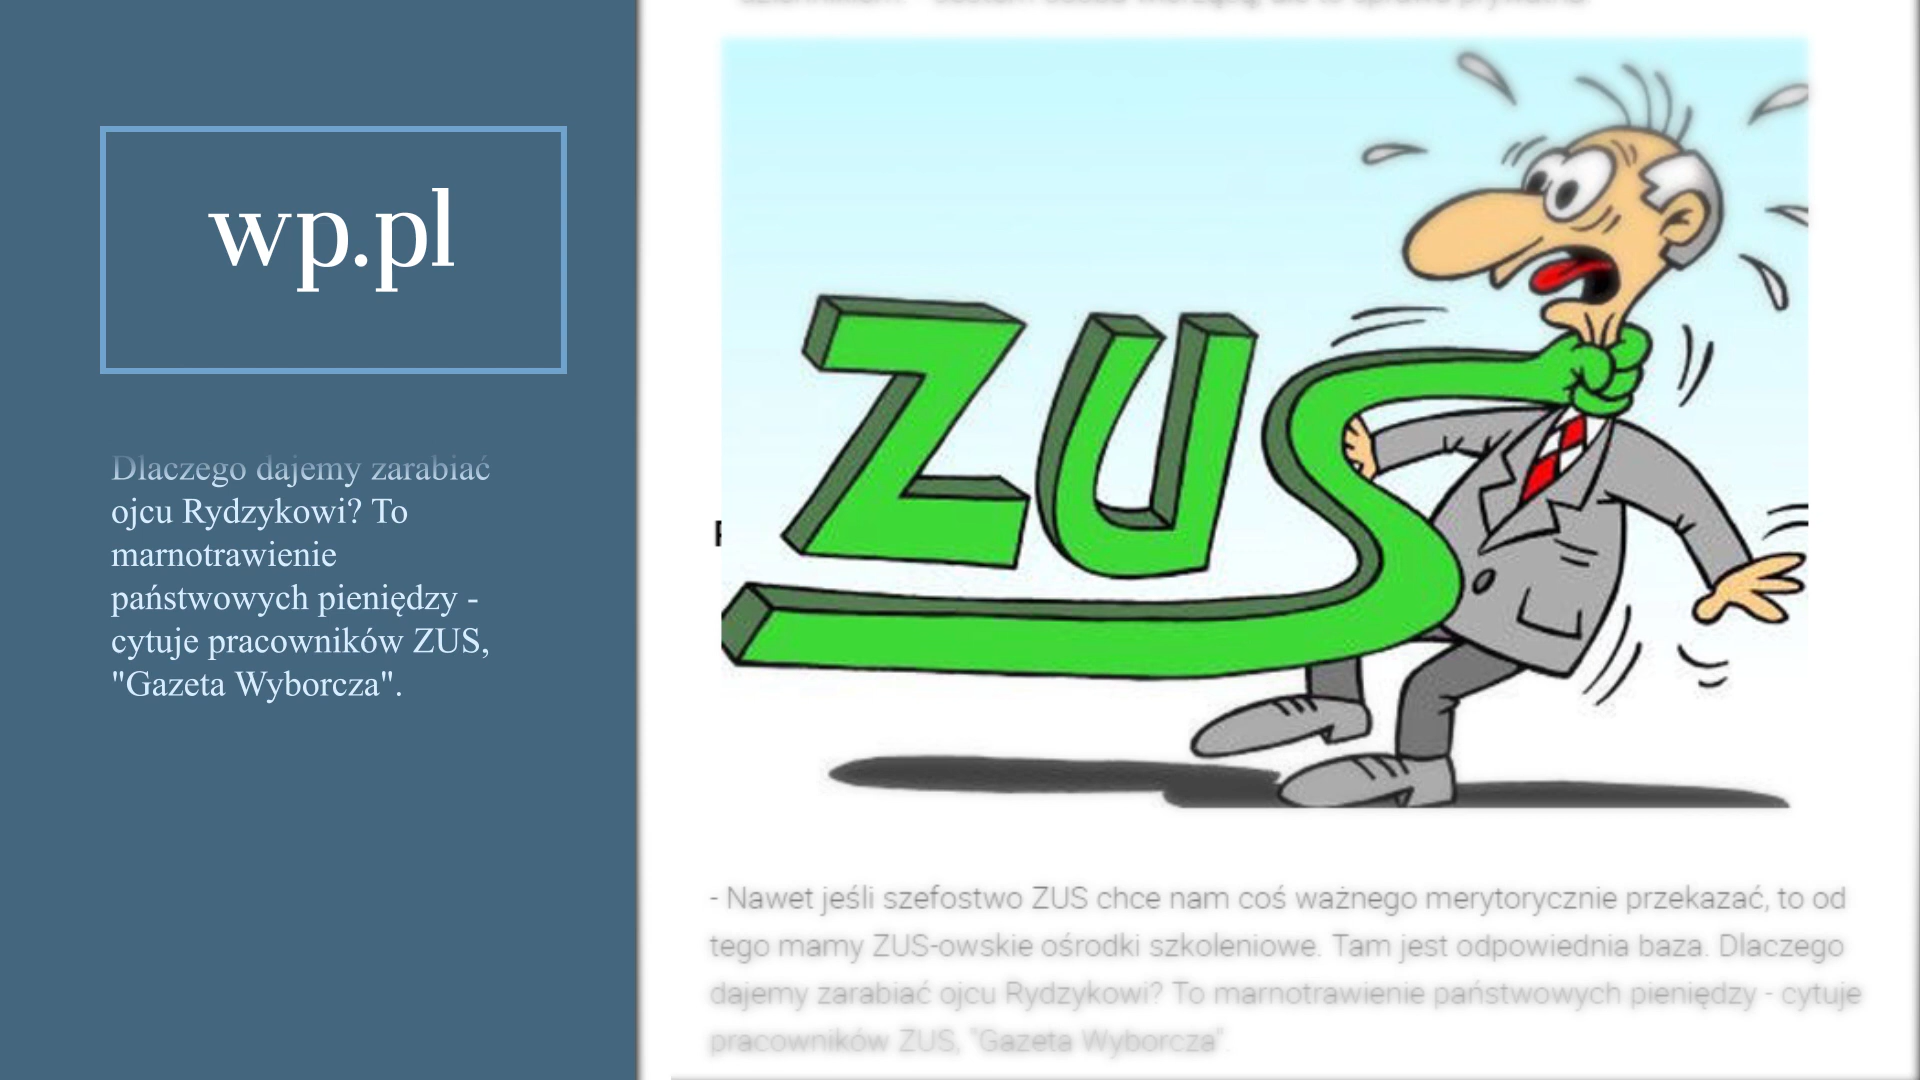 wp.pl
Dlaczego dajemy zarabiać
ojcu Rydzykowi? To
marnotrawienie
państwowych pieniędzy -
cytuje pracowników ZUS,
"Gazeta Wyborcza".
ZUS
- Nawet jeśli szefostwo ZUS chce nam coś ważnego merytorycznie przekazać, to od
tego mamy ZUS-owskie ośrodki szkoleniowe. Tam jest odpowiednia baza. Dlaczego
dajemy zarabiać ojcu Rydzykowi? To marnotrawienie państwowych pieniędzy - cytuje
pracowników ZUS, "Gazeta Wyborcza".